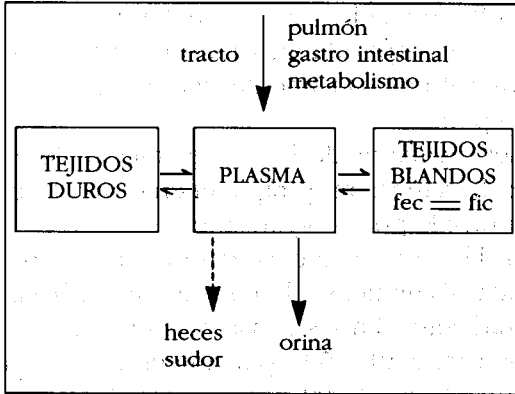 pulmón
tracto gastro intestinal
metabolismo
TEJIDOS
DUROS
PLASMA
TEJIDOS
BLANDOS
fec fic
heces
sudor
orina